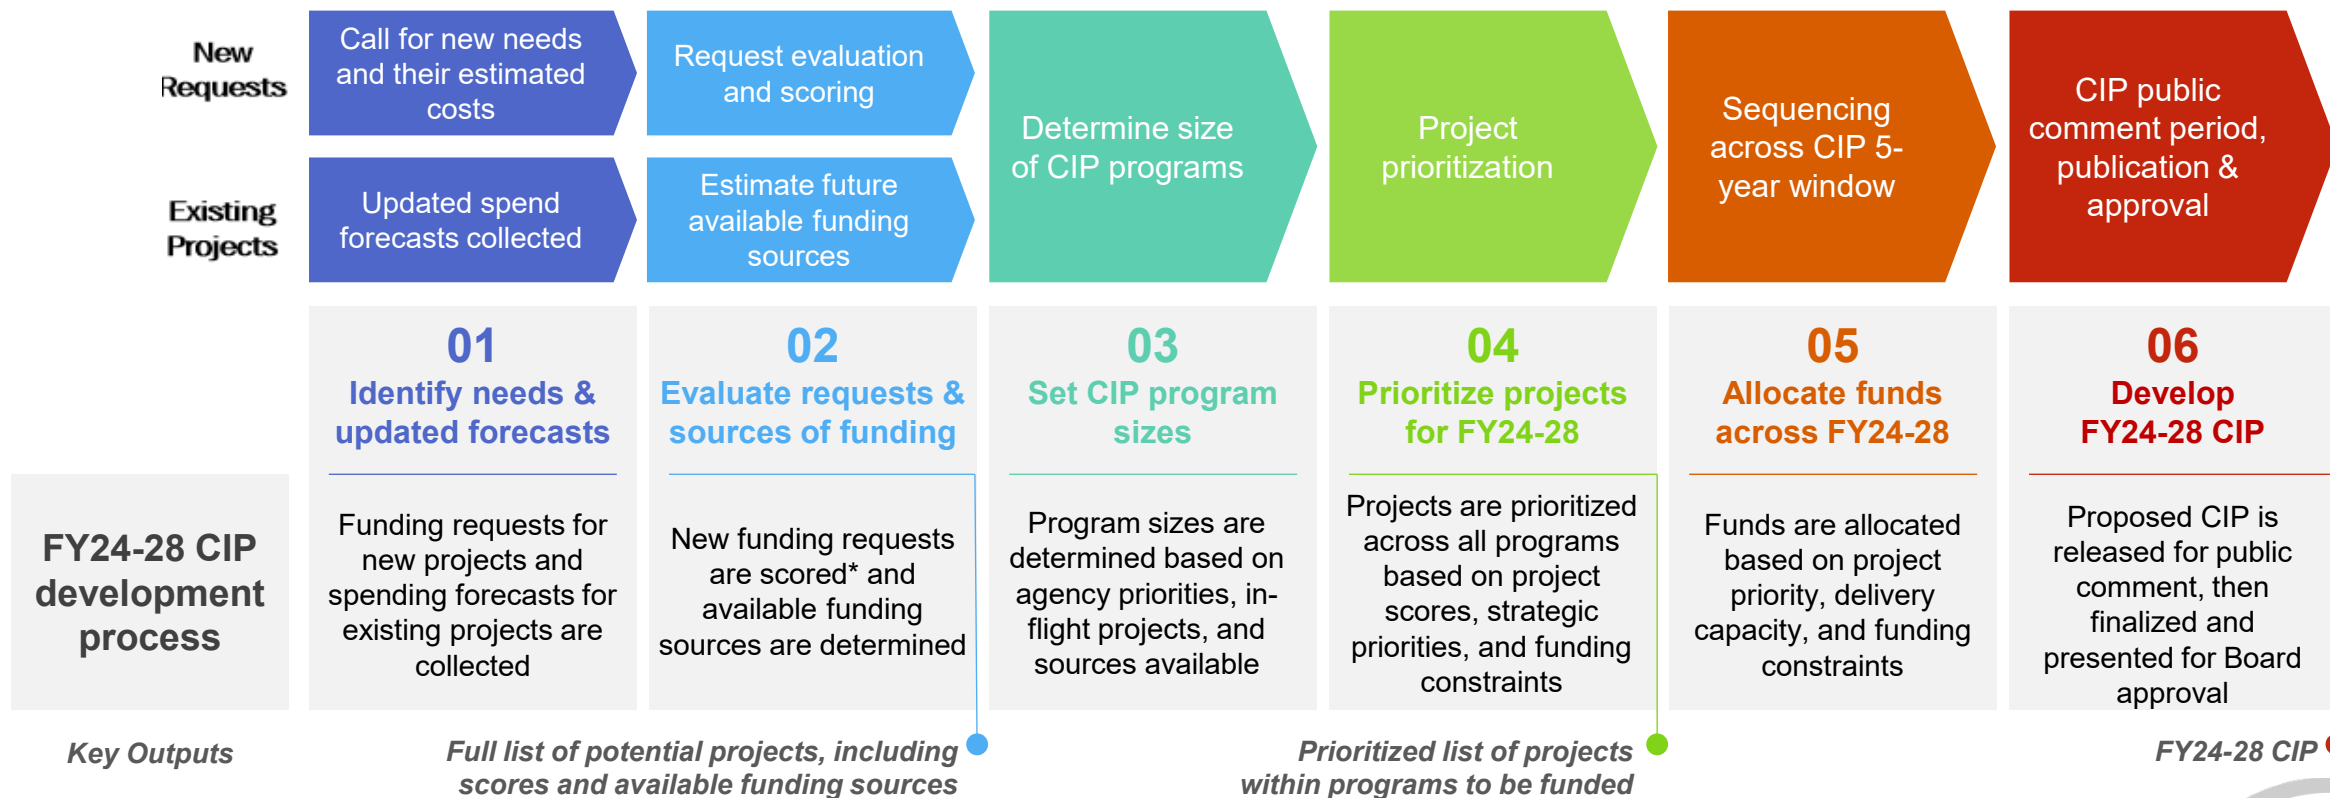 New
Requests
Call for new needs
and their estimated
costs
Request evaluation
and scoring
Existing
Projects
Updated spend
forecasts collected
Estimate future
available funding
sources
Determine size
of CIP programs
Project
prioritization
Sequencing
across CIP 5-
year window
CIP public
comment period,
publication &
approval
FY24-28 CIP
development
process
01
Identify needs &
updated forecasts
Funding requests for
new projects and
spending forecasts for
existing projects are
collected
02
Evaluate requests &
sources of funding
New funding requests
are scored* and
available funding
sources are determined
03
Set CIP program
sizes
Program sizes are
determined based on
agency priorities, in-
flight projects, and
sources available
04
Prioritize projects
for FY24-28
Projects are prioritized
across all programs
based on project
scores, strategic
priorities, and funding
constraints
05
Allocate funds
across FY24-28
Funds are allocated
based on project
priority, delivery
capacity, and funding
constraints
06
Develop
FY24-28 CIP
Proposed CIP is
released for public
comment, then
finalized and
presented for Board
approval
Key Outputs
Full list of potential projects, including
scores and available funding sources
Prioritized list of projects
within programs to be funded
FY24-28 CIP